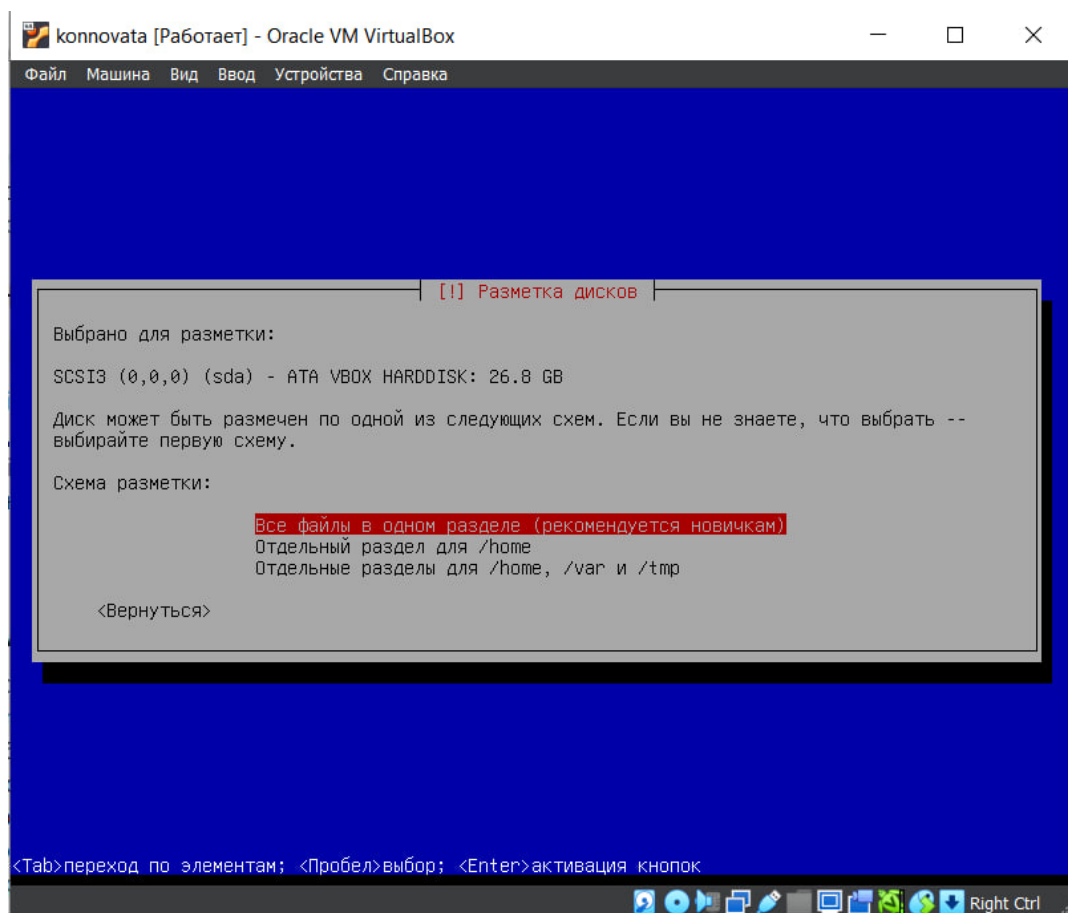 konnovata [Работает] - Oracle VM VirtualBox
Файл Машина Вид Ввод Устройства Справка
[!] Разметка дисков
Выбрано для разметки:
SCSI3 (0,0,0) (sda) - ATA VBOX HARDDISK: 26.8 GB
Диск может быть размечен по одной из следующих схем. Если вы не знаете, что выбрать --
выбирайте первую схему.
Схема разметки:
Все файлы в одном разделе (рекомендуется новичкам)
Отдельный раздел для /home
Отдельные разделы для /home, /var и /tmp
<Вернуться>
<Tab>переход по элементам; <Пробел>выбор; <Enter>активация кнопок
Right Ctrl